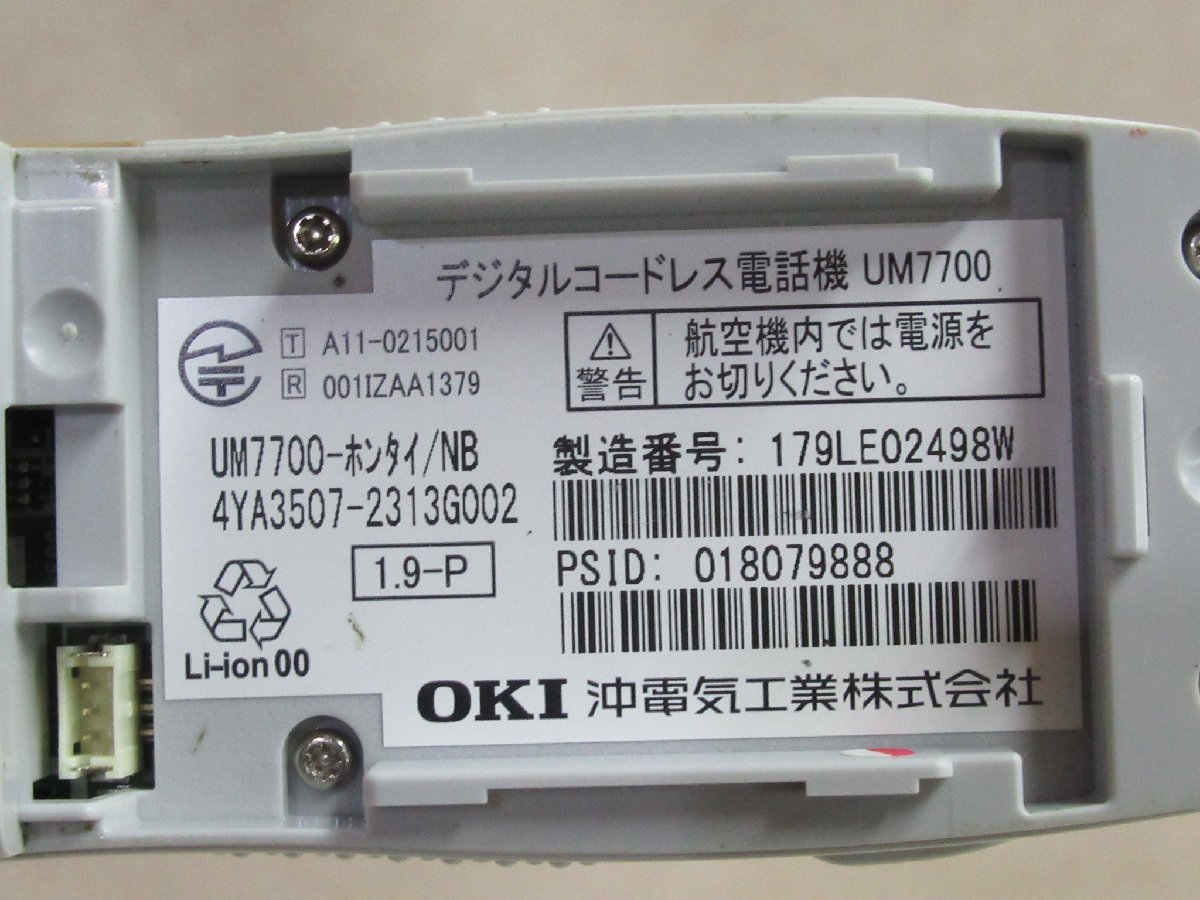 デジタルコードレス電話機 UM7700
T A11-0215001
R 001IZAA1379
警告
航空機内では電源を
お切りください。
UM7700-ホンタイ/NB
4YA3507-2313G002
製造番号: 179LE02498W
1.9-P
PSID: 018079888
Li-ion 00
OKI 沖電気工業株式会社